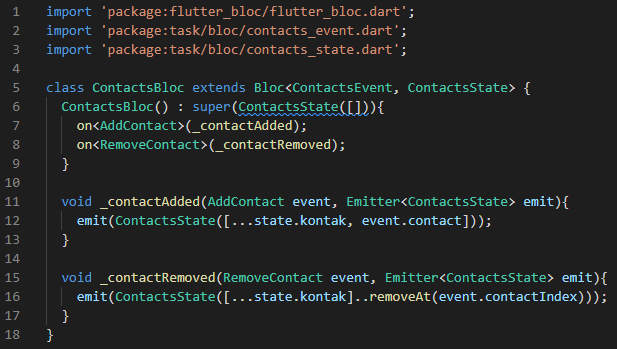 1 import 'package:flutter_bloc/flutter_bloc.dart';
2 import 'package:task/bloc/contacts_event.dart';
3 import 'package:task/bloc/contacts_state.dart';
4
5 class ContactsBloc extends Bloc<ContactsEvent, ContactsState> {
6   ContactsBloc() : super(ContactsState([])){
7     on<AddContact>(_contactAdded);
8     on<RemoveContact>(_contactRemoved);
9   }
10
11   void _contactAdded(AddContact event, Emitter<ContactsState> emit){
12     emit(ContactsState([...state.kontak, event.contact]));
13   }
14
15   void _contactRemoved(RemoveContact event, Emitter<ContactsState> emit){
16     emit(ContactsState([...state.kontak]..removeAt(event.contactIndex)));
17   }
18 }